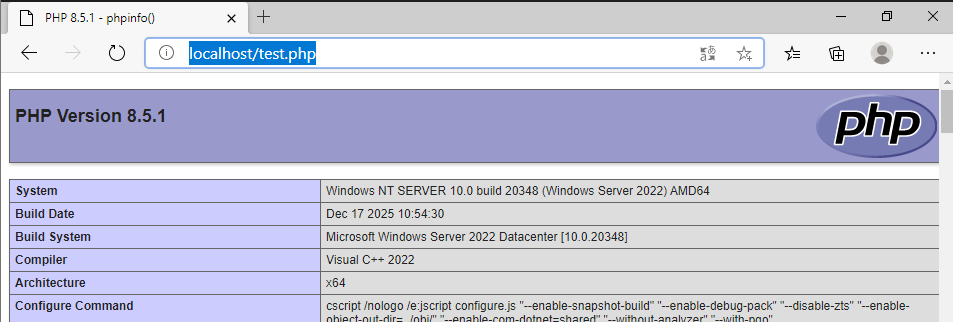 PHP 8.5.1 - phpinfo()
localhost/test.php
PHP Version 8.5.1
php
System Windows NT SERVER 10.0 build 20348 (Windows Server 2022) AMD64
Build Date Dec 17 2025 10:54:30
Build System Microsoft Windows Server 2022 Datacenter [10.0.20348]
Compiler Visual C++ 2022
Architecture x64
Configure Command cscript /nologo /e:jscript configure.js "--enable-snapshot-build" "--enable-debug-pack" "--disable-zts" "--enable-
object-out-dir=../obj/" "--enable-com-dotnet=shared" "--without-analyzer" "--with-pgo"